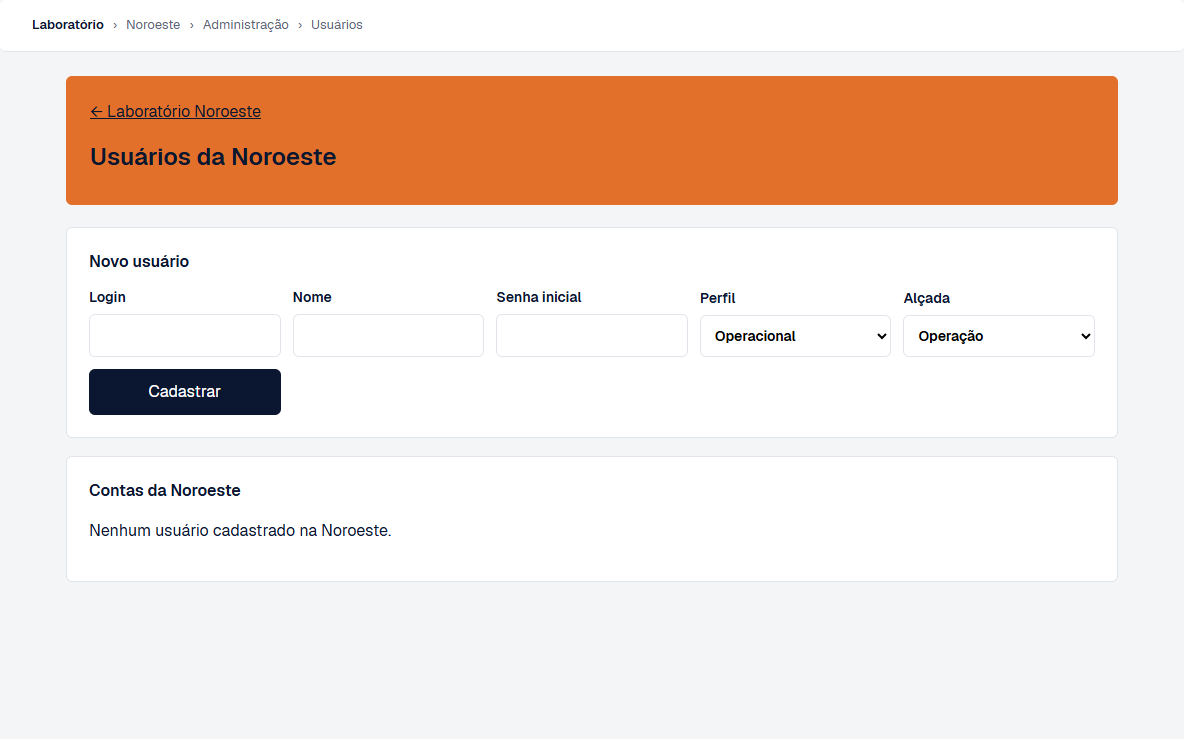 Laboratório › Noroeste › Administração › Usuários
← Laboratório Noroeste
Usuários da Noroeste
Novo usuário
Login Nome Senha inicial Perfil Alçada
Operacional Operação
Cadastrar
Contas da Noroeste
Nenhum usuário cadastrado na Noroeste.